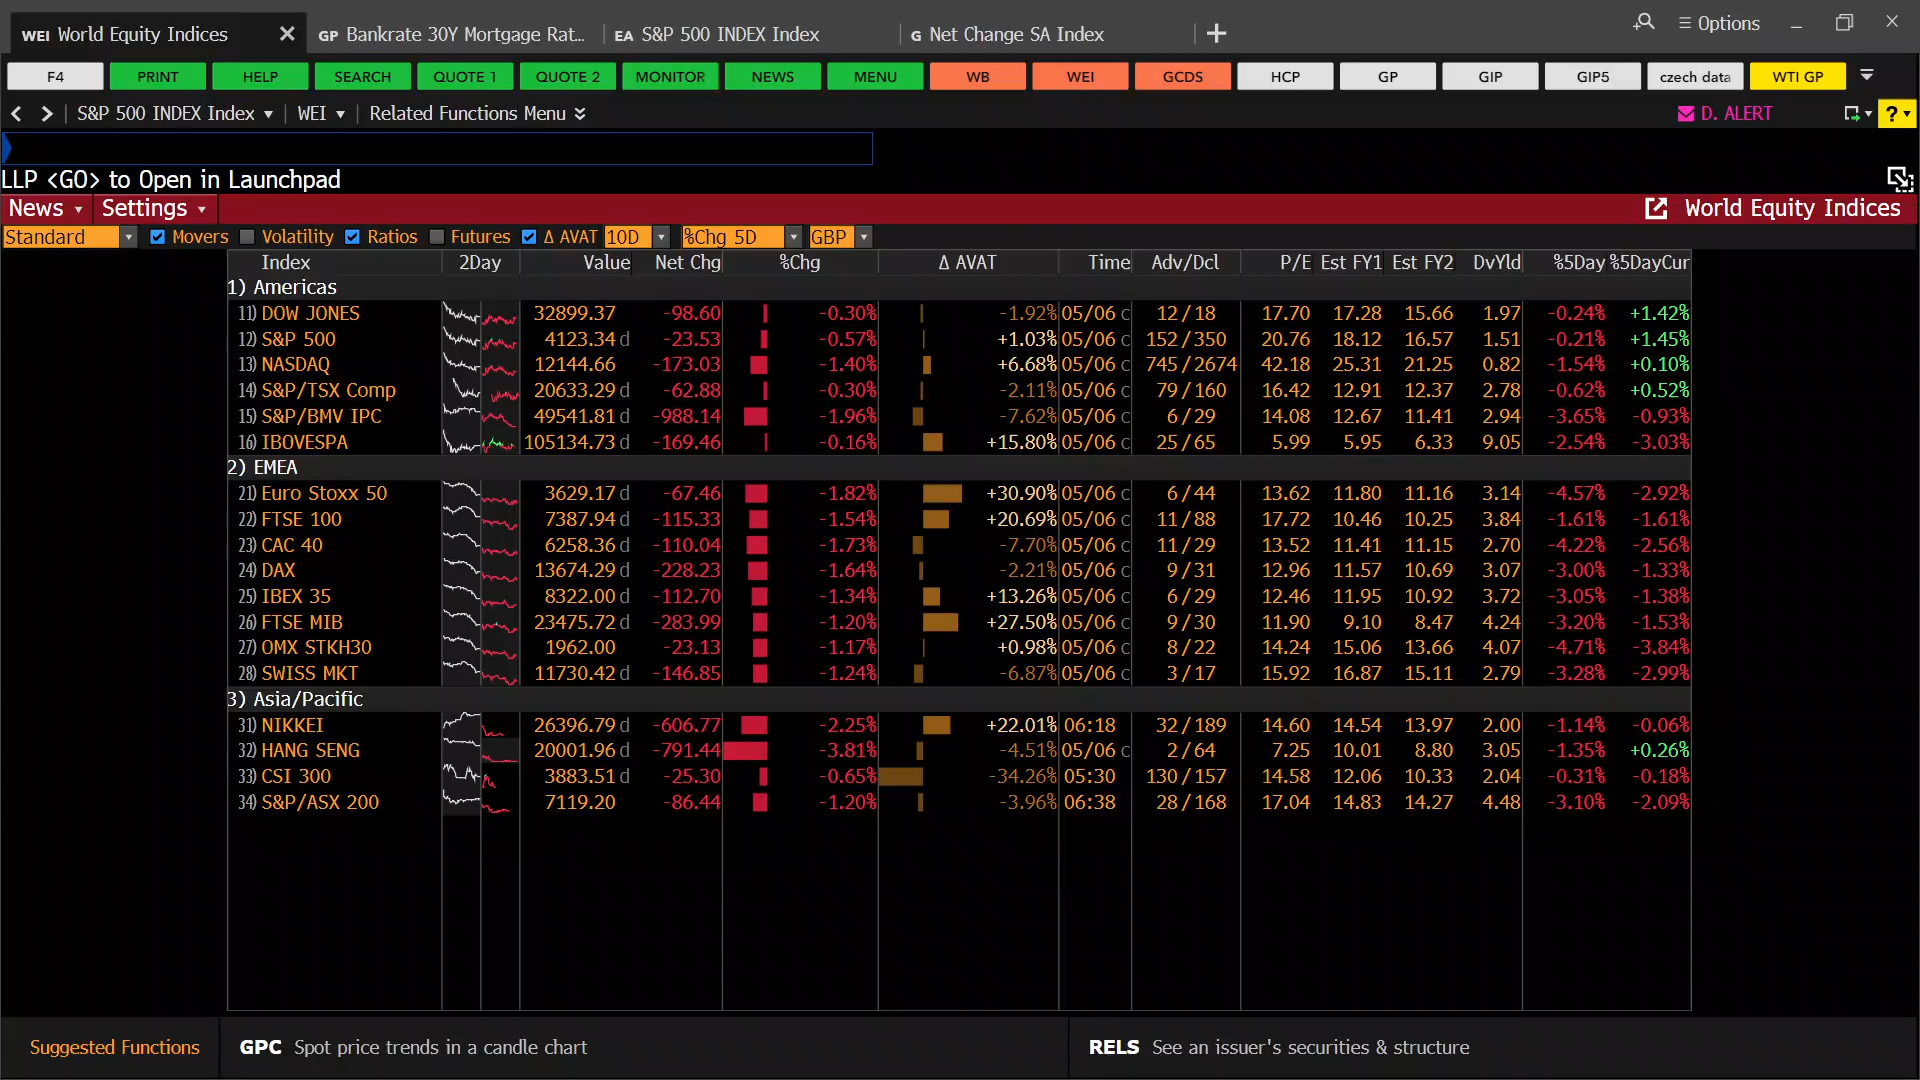 WEI World Equity Indices GP Bankrate 30Y Mortgage Rat... EA S&P 500 INDEX Index G Net Change SA Index Options
F4 PRINT HELP SEARCH QUOTE 1 QUOTE 2 MONITOR NEWS MENU WB WEI GCDS HCP GP GIP GIP5 czech data WTI GP
S&P 500 INDEX Index WEI Related Functions Menu D. ALERT ?
LLP <GO> to Open in Launchpad
News Settings World Equity Indices
Standard Movers Volatility Ratios Futures Δ AVAT 10D %Chg 5D GBP
Index 2Day Value Net Chg %Chg Δ AVAT Time Adv/Dcl P/E Est FY1 Est FY2 DvYld %5Day %5DayCur
1) Americas
11) DOW JONES 32899.37 -98.60 -0.30% -1.92% 05/06 c 12 / 18 17.70 17.28 15.66 1.97 -0.24% +1.42%
12) S&P 500 4123.34 d -23.53 -0.57% +1.03% 05/06 c 152 / 350 20.76 18.12 16.57 1.51 -0.21% +1.45%
13) NASDAQ 12144.66 -173.03 -1.40% +6.68% 05/06 c 745 / 2674 42.18 25.31 21.25 0.82 -1.54% +0.10%
14) S&P/TSX Comp 20633.29 d -62.88 -0.30% -2.11% 05/06 c 79 / 160 16.42 12.91 12.37 2.78 -0.62% +0.52%
15) S&P/BMV IPC 49541.81 d -988.14 -1.96% -7.62% 05/06 c 6 / 29 14.08 12.67 11.41 2.94 -3.65% -0.93%
16) IBOVESPA 105134.73 d -169.46 -0.16% +15.80% 05/06 c 25 / 65 5.99 5.95 6.33 9.05 -2.54% -3.03%
2) EMEA
21) Euro Stoxx 50 3629.17 d -67.46 -1.82% +30.90% 05/06 c 6 / 44 13.62 11.80 11.16 3.14 -4.57% -2.92%
22) FTSE 100 7387.94 d -115.33 -1.54% +20.69% 05/06 c 11 / 88 17.72 10.46 10.25 3.84 -1.61% -1.61%
23) CAC 40 6258.36 d -110.04 -1.73% -7.70% 05/06 c 11 / 29 13.52 11.41 11.15 2.70 -4.22% -2.56%
24) DAX 13674.29 d -228.23 -1.64% -2.21% 05/06 c 9 / 31 12.96 11.57 10.69 3.07 -3.00% -1.33%
25) IBEX 35 8322.00 d -112.70 -1.34% +13.26% 05/06 c 6 / 29 12.46 11.95 10.92 3.72 -3.05% -1.38%
26) FTSE MIB 23475.72 d -283.99 -1.20% +27.50% 05/06 c 9 / 30 11.90 9.10 8.47 4.24 -3.20% -1.53%
27) OMX STKH30 1962.00 -23.13 -1.17% +0.98% 05/06 c 8 / 22 14.24 15.06 13.66 4.07 -4.71% -3.84%
28) SWISS MKT 11730.42 d -146.85 -1.24% -6.87% 05/06 c 3 / 17 15.92 16.87 15.11 2.79 -3.28% -2.99%
3) Asia/Pacific
31) NIKKEI 26396.79 d -606.77 -2.25% +22.01% 06:18 32 / 189 14.60 14.54 13.97 2.00 -1.14% -0.06%
32) HANG SENG 20001.96 d -791.44 -3.81% -4.51% 05/06 c 2 / 64 7.25 10.01 8.80 3.05 -1.35% +0.26%
33) CSI 300 3883.51 d -25.30 -0.65% -34.26% 05:30 130 / 157 14.58 12.06 10.33 2.04 -0.31% -0.18%
34) S&P/ASX 200 7119.20 -86.44 -1.20% -3.96% 06:38 28 / 168 17.04 14.83 14.27 4.48 -3.10% -2.09%
Suggested Functions GPC Spot price trends in a candle chart RELS See an issuer's securities & structure